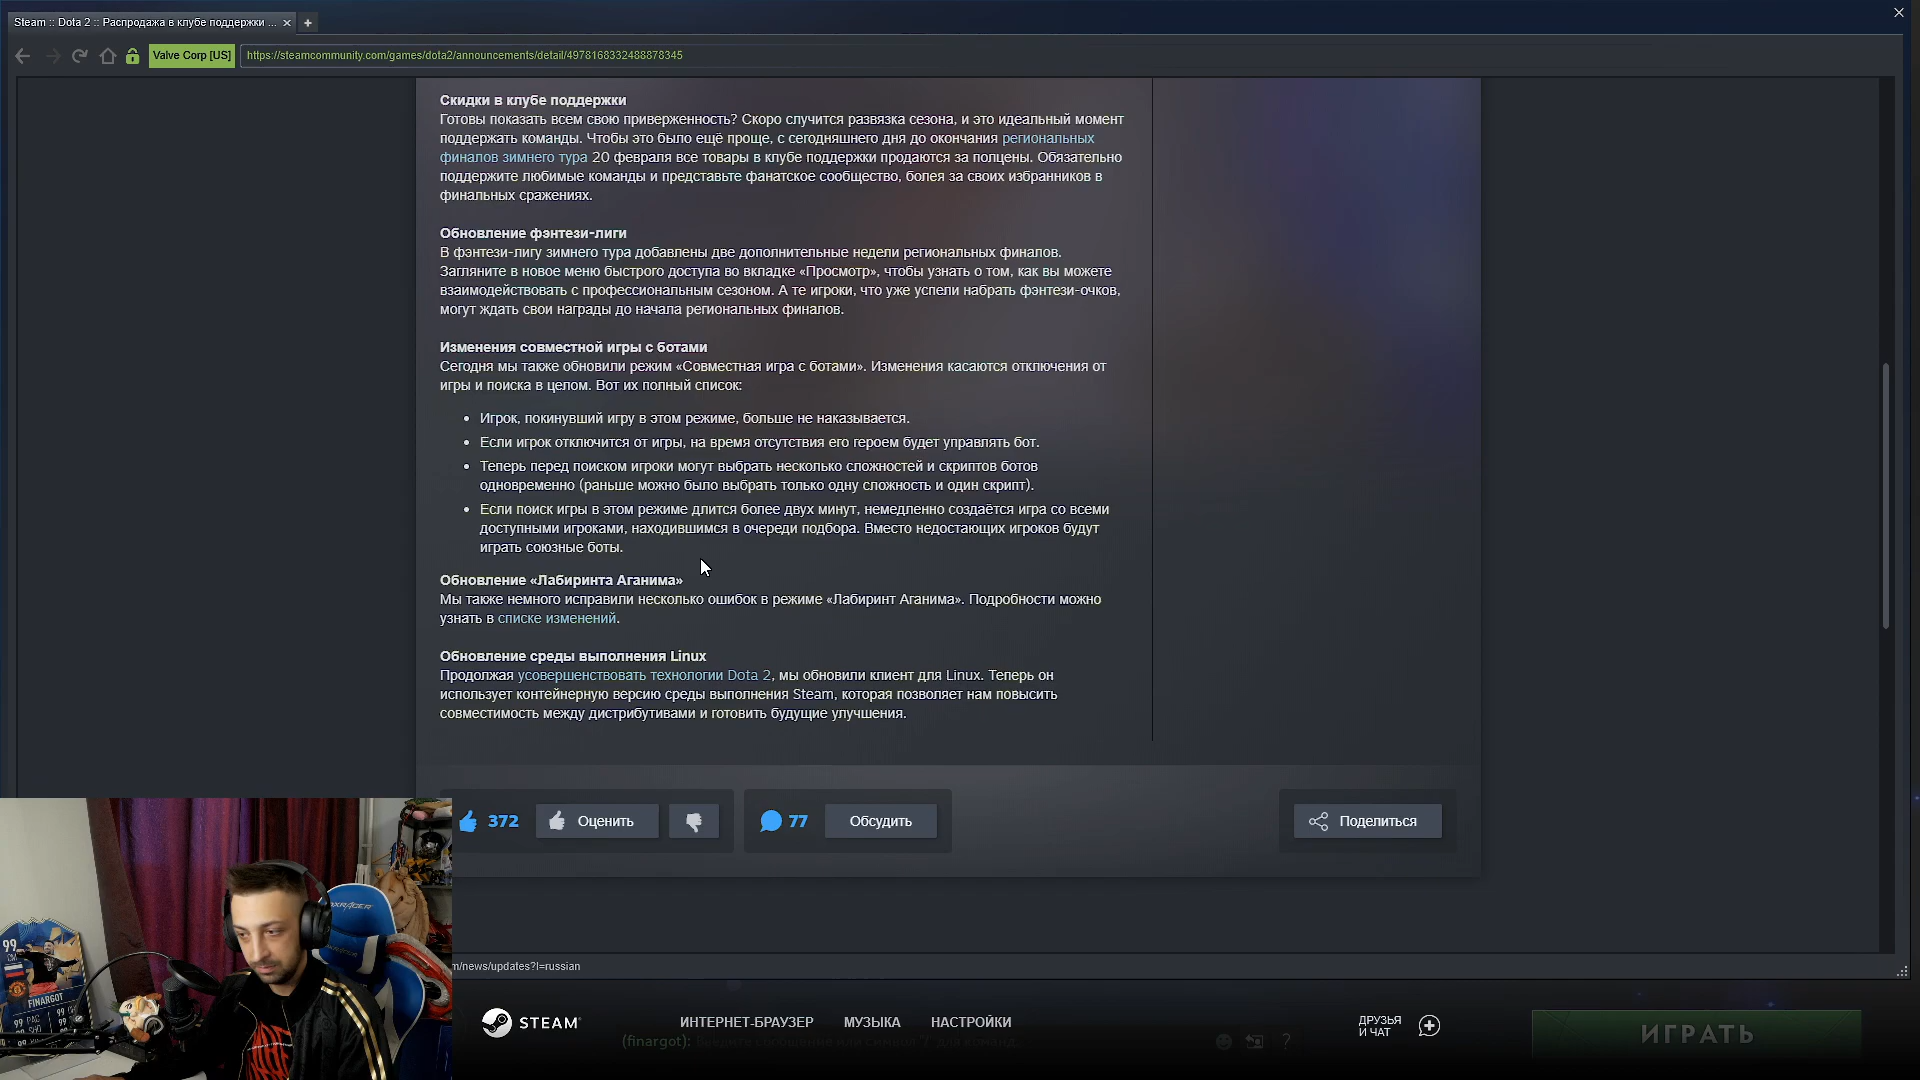 Steam :: Dota 2 :: Распродажа в клубе поддержки ...
Valve Corp [US]
https://steamcommunity.com/games/dota2/announcements/detail/4978168332488878345
Скидки в клубе поддержки
Готовы показать всем свою приверженность? Скоро случится развязка сезона, и это идеальный момент
поддержать команды. Чтобы это было ещё проще, с сегодняшнего дня до окончания региональных
финалов зимнего тура 20 февраля все товары в клубе поддержки продаются за полцены. Обязательно
поддержите любимые команды и представьте фанатское сообщество, болея за своих избранников в
финальных сражениях.
Обновление фэнтези-лиги
В фэнтези-лигу зимнего тура добавлены две дополнительные недели региональных финалов.
Загляните в новое меню быстрого доступа во вкладке «Просмотр», чтобы узнать о том, как вы можете
взаимодействовать с профессиональным сезоном. А те игроки, что уже успели набрать фэнтези-очков,
могут ждать свои награды до начала региональных финалов.
Изменения совместной игры с ботами
Сегодня мы также обновили режим «Совместная игра с ботами». Изменения касаются отключения от
игры и поиска в целом. Вот их полный список:
• Игрок, покинувший игру в этом режиме, больше не наказывается.
• Если игрок отключится от игры, на время отсутствия его героем будет управлять бот.
• Теперь перед поиском игроки могут выбрать несколько сложностей и скриптов ботов
одновременно (раньше можно было выбрать только одну сложность и один скрипт).
• Если поиск игры в этом режиме длится более двух минут, немедленно создаётся игра со всеми
доступными игроками, находившимся в очереди подбора. Вместо недостающих игроков будут
играть союзные боты.
Обновление «Лабиринта Аганима»
Мы также немного исправили несколько ошибок в режиме «Лабиринт Аганима». Подробности можно
узнать в списке изменений.
Обновление среды выполнения Linux
Продолжая усовершенствовать технологии Dota 2, мы обновили клиент для Linux. Теперь он
использует контейнерную версию среды выполнения Steam, которая позволяет нам повысить
совместимость между дистрибутивами и готовить будущие улучшения.
372
Оценить
77
Обсудить
Поделиться
m/news/updates?l=russian
99
FINARGOT
99 PAC
STEAM
ИНТЕРНЕТ-БРАУЗЕР
МУЗЫКА
НАСТРОЙКИ
ДРУЗЬЯ
И ЧАТ
(finargot):
ИГРАТЬ